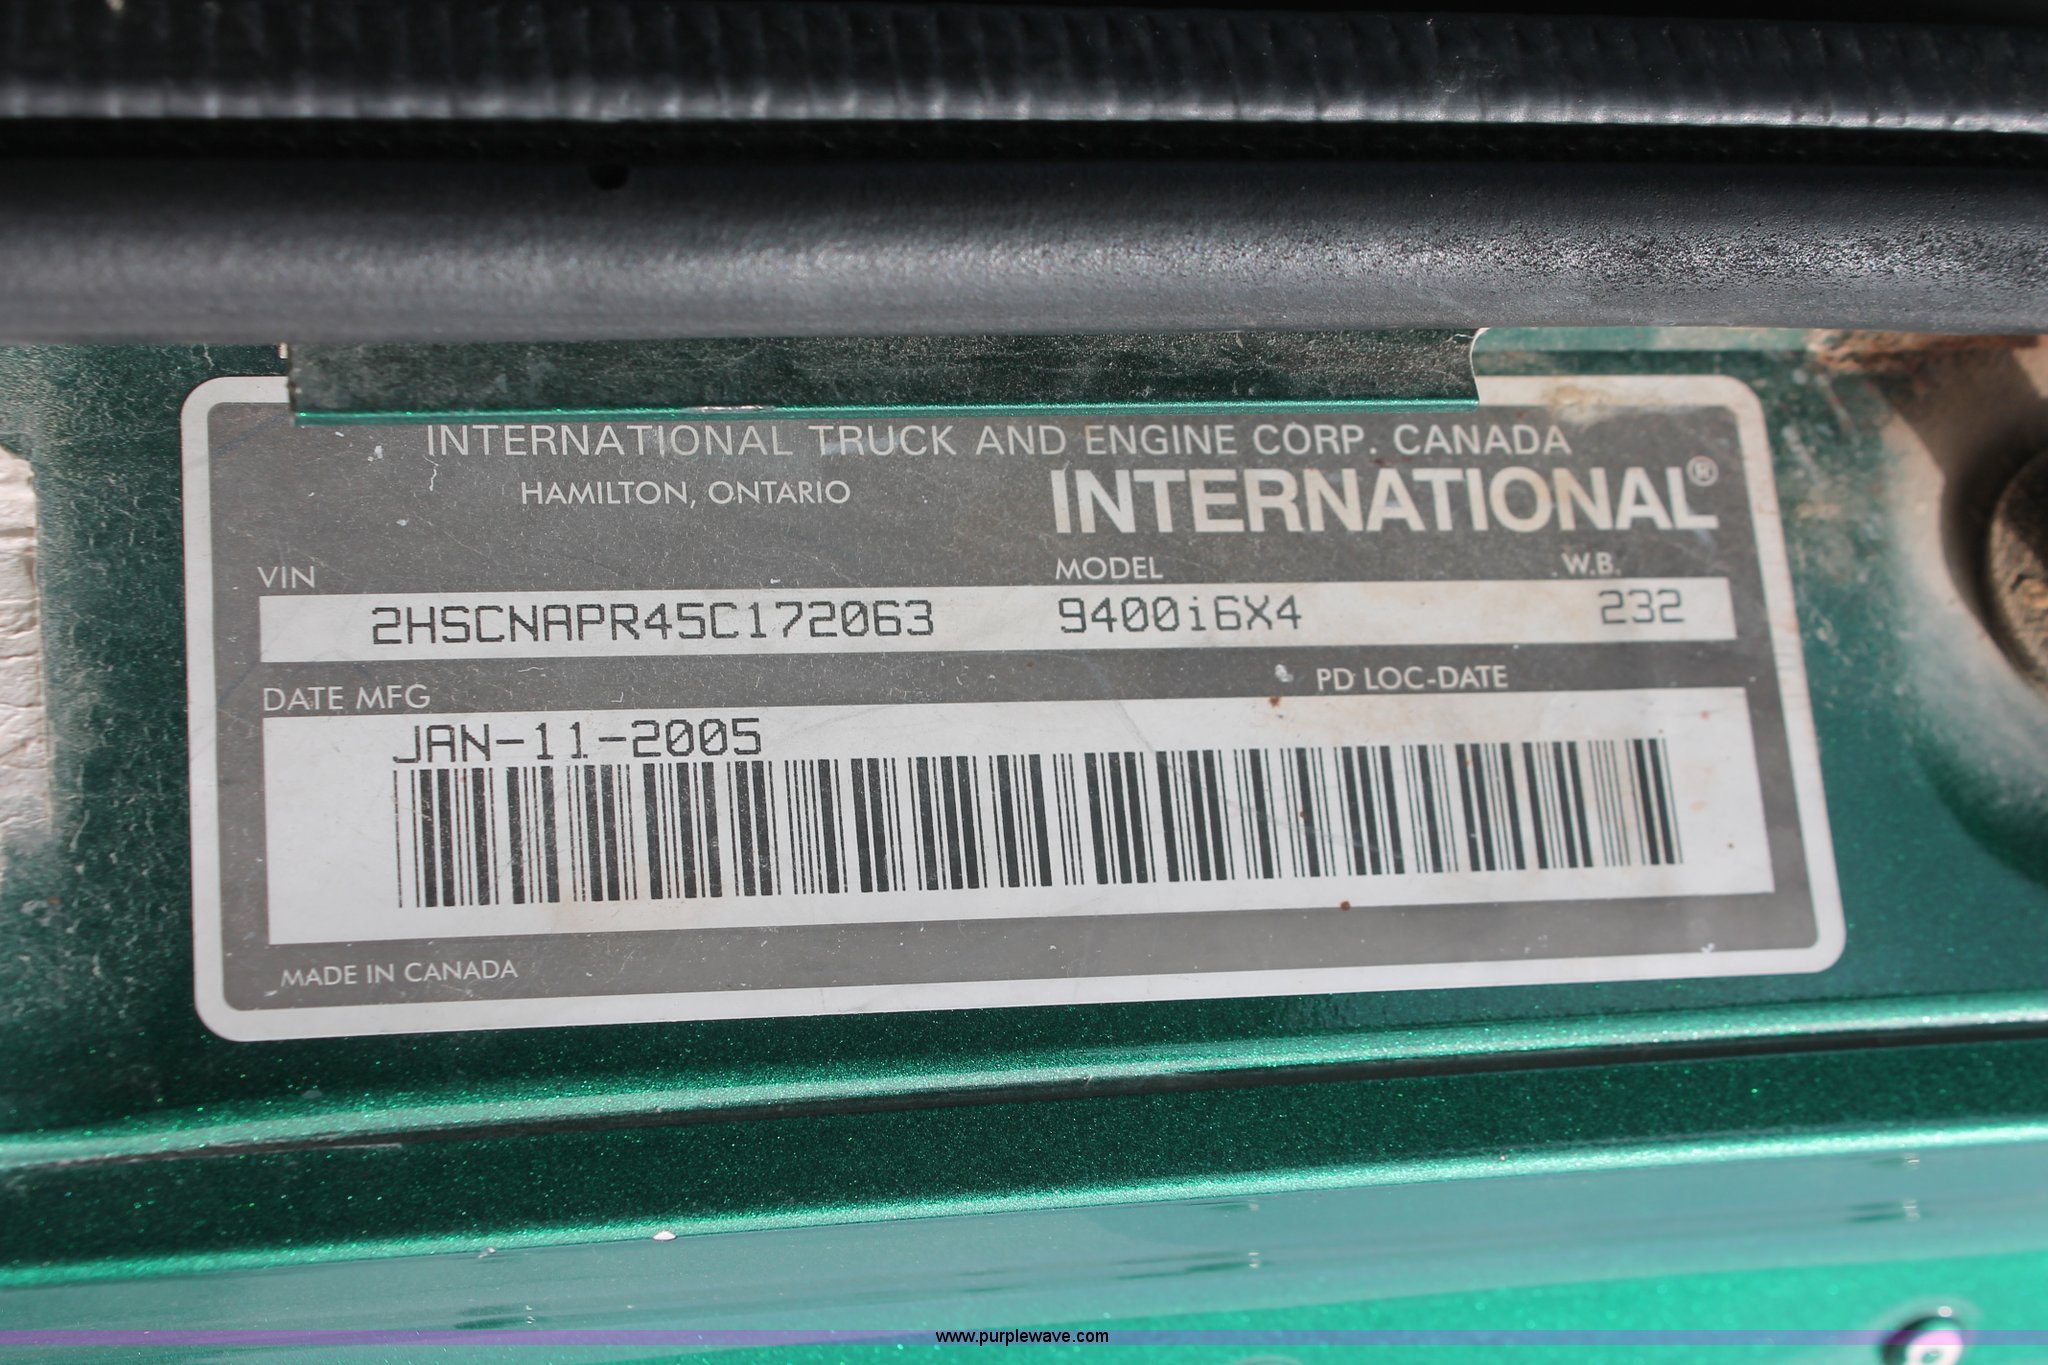 INTERNATIONAL TRUCK AND ENGINE CORP. CANADA
HAMILTON, ONTARIO
INTERNATIONAL®
VIN MODEL W.B.
2HSCNAPR45C172063 9400i6X4 232
DATE MFG PD LOC-DATE
JAN-11-2005
MADE IN CANADA
www.purplewave.com